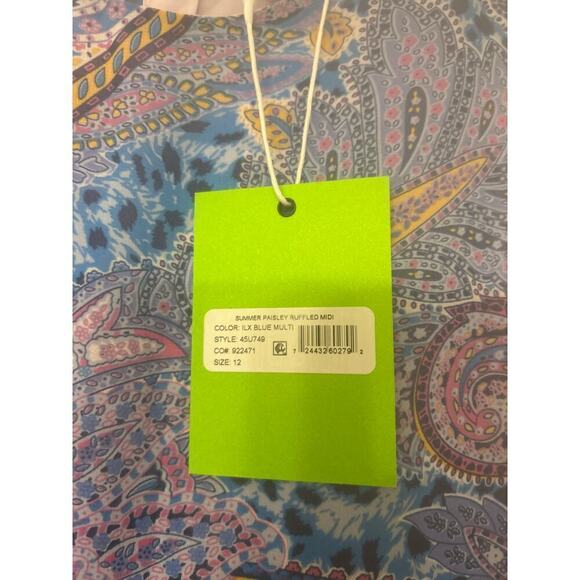 SUMMER PAISLEY RUFFLED MIDI
COLOR: ILX BLUE MULTI
STYLE: 45U749
CO#: 922471
7 24432 60279 2
SIZE: 12